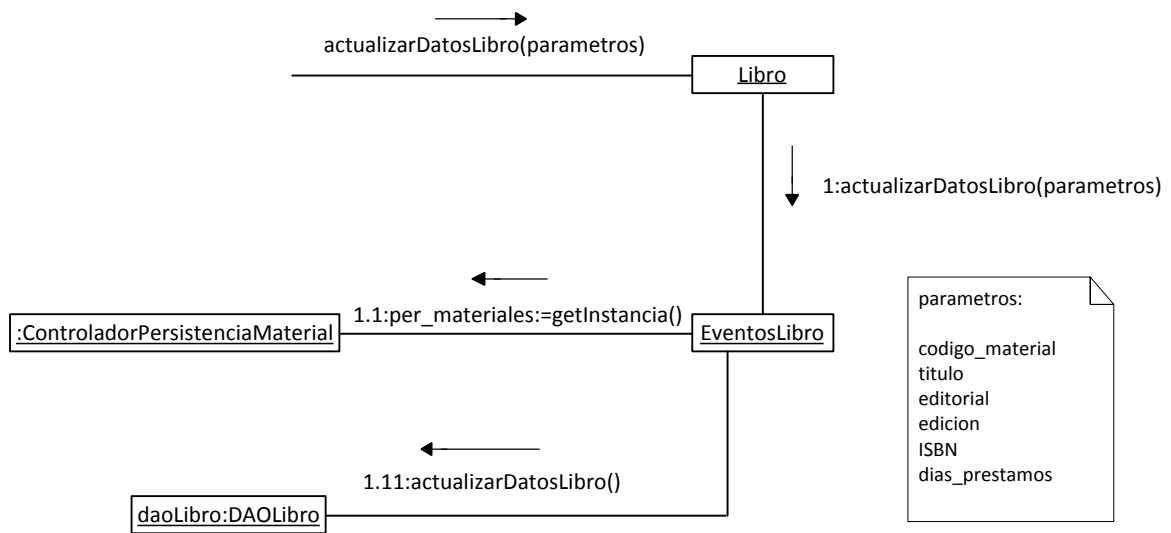 actualizarDatosLibro(parametros)
Libro
1:actualizarDatosLibro(parametros)
1.1:per_materiales:=getInstancia()
:ControladorPersistenciaMaterial
EventosLibro
1.11:actualizarDatosLibro()
daoLibro:DAOLibro
parametros:
codigo_material
titulo
editorial
edicion
ISBN
dias_prestamos